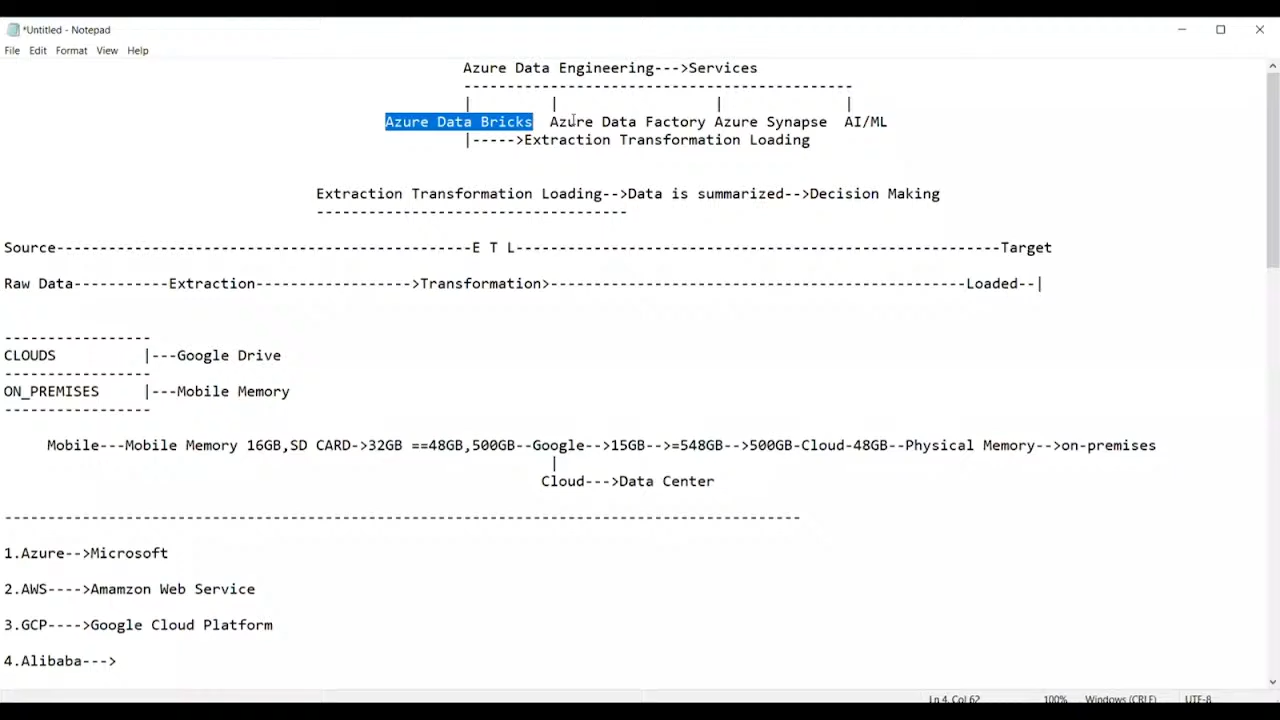 *Untitled - Notepad
File Edit Format View Help
Azure Data Engineering--->Services
---------------------------------------------
| | | |
Azure Data Bricks Azure Data Factory Azure Synapse AI/ML
|----->Extraction Transformation Loading
Extraction Transformation Loading-->Data is summarized-->Decision Making
------------------------------------
Source------------------------------------------------E T L--------------------------------------------------------Target
Raw Data-----------Extraction------------------>Transformation>------------------------------------------------Loaded--|
-----------------
CLOUDS |---Google Drive
-----------------
ON_PREMISES |---Mobile Memory
-----------------
Mobile---Mobile Memory 16GB,SD CARD->32GB ==48GB,500GB--Google-->15GB-->=548GB-->500GB-Cloud-48GB--Physical Memory-->on-premises
|
Cloud--->Data Center
--------------------------------------------------------------------------------------------
1.Azure-->Microsoft
2.AWS---->Amamzon Web Service
3.GCP---->Google Cloud Platform
4.Alibaba--->
Ln 4, Col 62 100% Windows (CRLF) UTF-8